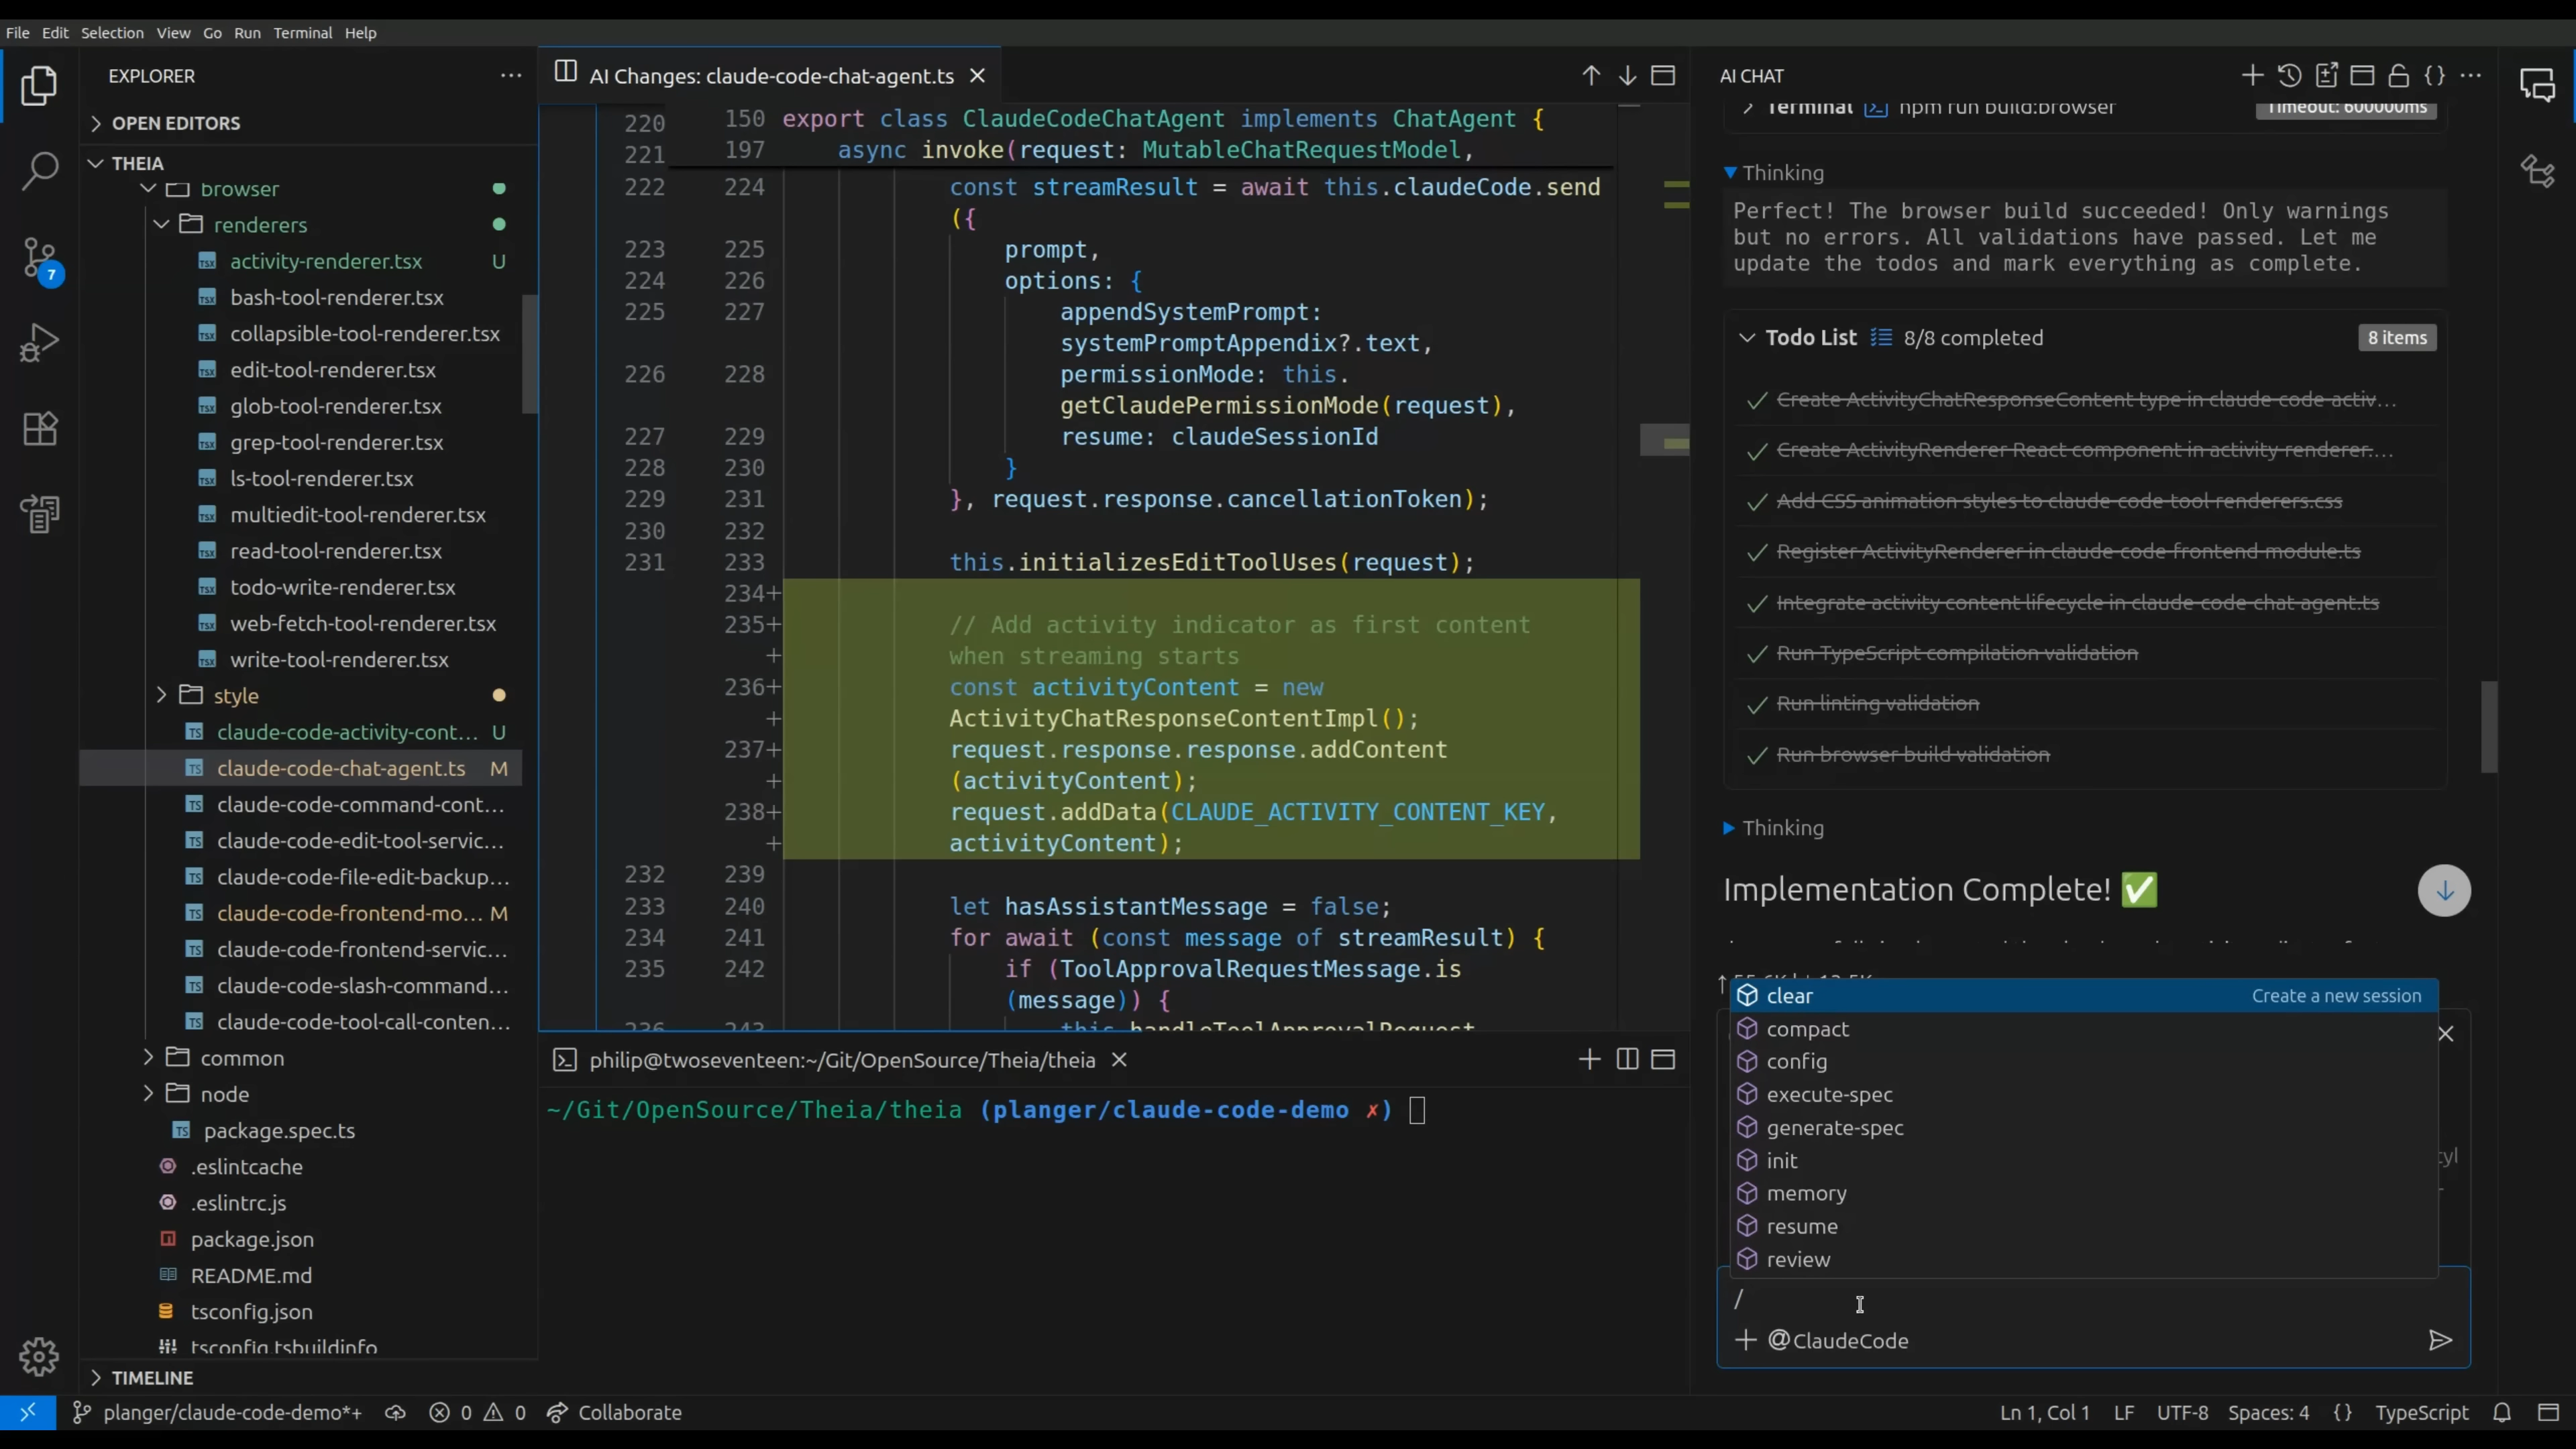 File Edit Selection View Go Run Terminal Help
EXPLORER
OPEN EDITORS
THEIA
browser
renderers
activity-renderer.tsx U
bash-tool-renderer.tsx
collapsible-tool-renderer.tsx
edit-tool-renderer.tsx
glob-tool-renderer.tsx
grep-tool-renderer.tsx
ls-tool-renderer.tsx
multiedit-tool-renderer.tsx
read-tool-renderer.tsx
todo-write-renderer.tsx
web-fetch-tool-renderer.tsx
write-tool-renderer.tsx
style
claude-code-activity-cont... U
claude-code-chat-agent.ts M
claude-code-command-cont...
claude-code-edit-tool-servic...
claude-code-file-edit-backup...
claude-code-frontend-mo... M
claude-code-frontend-servic...
claude-code-slash-command...
claude-code-tool-call-conten...
common
node
package.spec.ts
.eslintcache
.eslintrc.js
package.json
README.md
tsconfig.json
tsconfig.tsbuildinfo
TIMELINE
7
AI Changes: claude-code-chat-agent.ts
220 150 export class ClaudeCodeChatAgent implements ChatAgent {
221 197 async invoke(request: MutableChatRequestModel,
222 224 const streamResult = await this.claudeCode.send
({
223 225 prompt,
224 226 options: {
225 227 appendSystemPrompt:
systemPromptAppendix?.text,
226 228 permissionMode: this.
getClaudePermissionMode(request),
227 229 resume: claudeSessionId
228 230 }
229 231 }, request.response.cancellationToken);
230 232
231 233 this.initializesEditToolUses(request);
234+
235+ // Add activity indicator as first content
+ when streaming starts
236+ const activityContent = new
+ ActivityChatResponseContentImpl();
237+ request.response.response.addContent
+ (activityContent);
238+ request.addData(CLAUDE_ACTIVITY_CONTENT_KEY,
+ activityContent);
232 239
233 240 let hasAssistantMessage = false;
234 241 for await (const message of streamResult) {
235 242 if (ToolApprovalRequestMessage.is
(message)) {
236 243 this.handleToolApprovalRequest
philip@twoseventeen:~/Git/OpenSource/Theia/theia
~/Git/OpenSource/Theia/theia (planger/claude-code-demo ✗)
AI CHAT
Terminal npm run build:browser Timeout: 600000ms
Thinking
Perfect! The browser build succeeded! Only warnings
but no errors. All validations have passed. Let me
update the todos and mark everything as complete.
Todo List 8/8 completed 8 items
Create ActivityChatResponseContent type in claude-code-activ...
Create ActivityRenderer React component in activity-renderer....
Add CSS animation styles to claude-code-tool-renderers.css
Register ActivityRenderer in claude-code-frontend-module.ts
Integrate activity content lifecycle in claude-code-chat-agent.ts
Run TypeScript compilation validation
Run linting validation
Run browser build validation
Thinking
Implementation Complete! ✅
clear Create a new session
compact
config
execute-spec
generate-spec
init
memory
resume
review
/
@ClaudeCode
planger/claude-code-demo*+ 0 0 Collaborate
Ln 1, Col 1 LF UTF-8 Spaces: 4 {} TypeScript